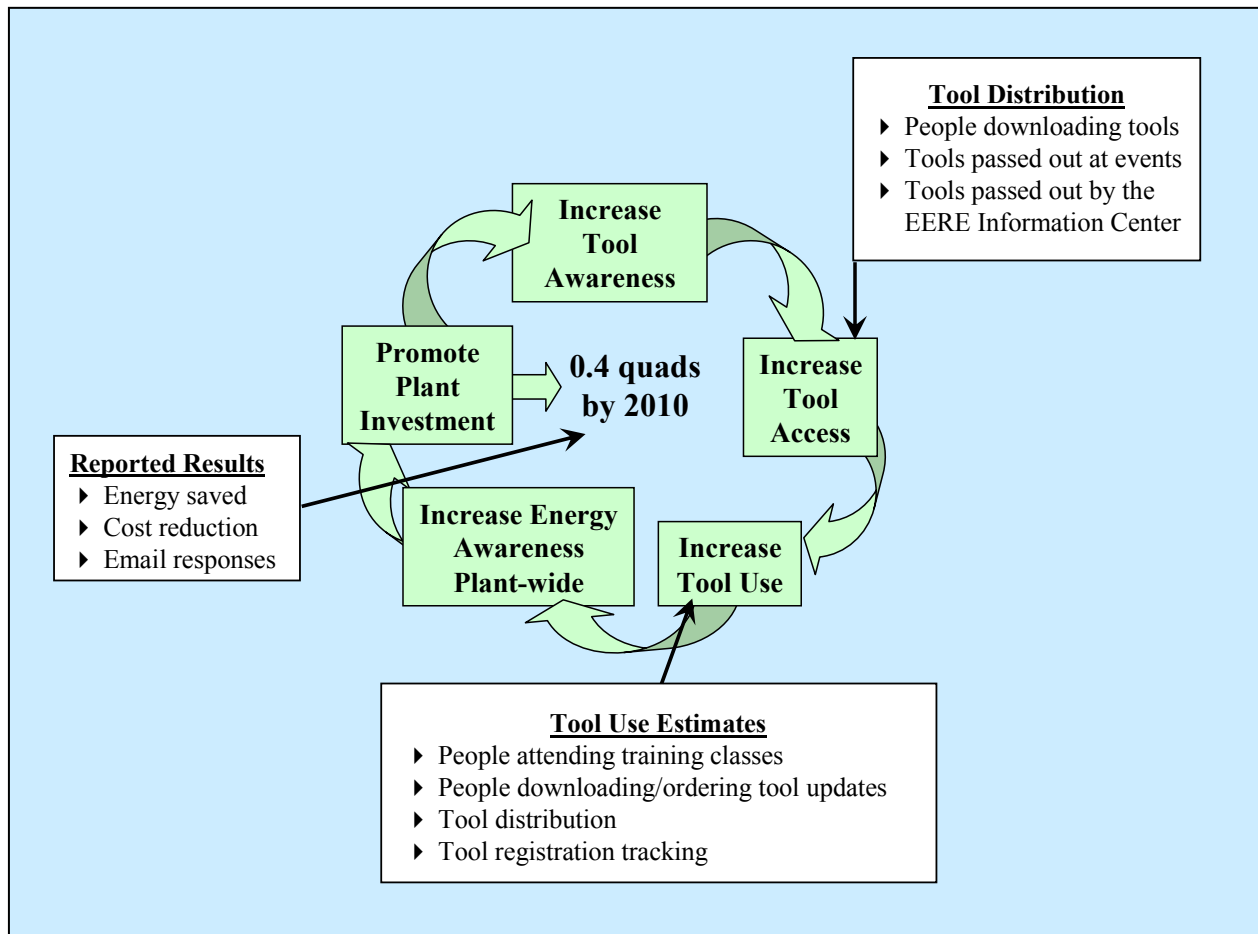 Tool Distribution
People downloading tools
Tools passed out at events
Tools passed out by the
EERE Information Center
Increase
Tool
Awareness
Promote
Plant
Investment
0.4 quads
by 2010
Increase
Tool
Access
Reported Results
Energy saved
Cost reduction
Email responses
Increase Energy
Awareness
Plant-wide
Increase
Tool Use
Tool Use Estimates
People attending training classes
People downloading/ordering tool updates
Tool distribution
Tool registration tracking